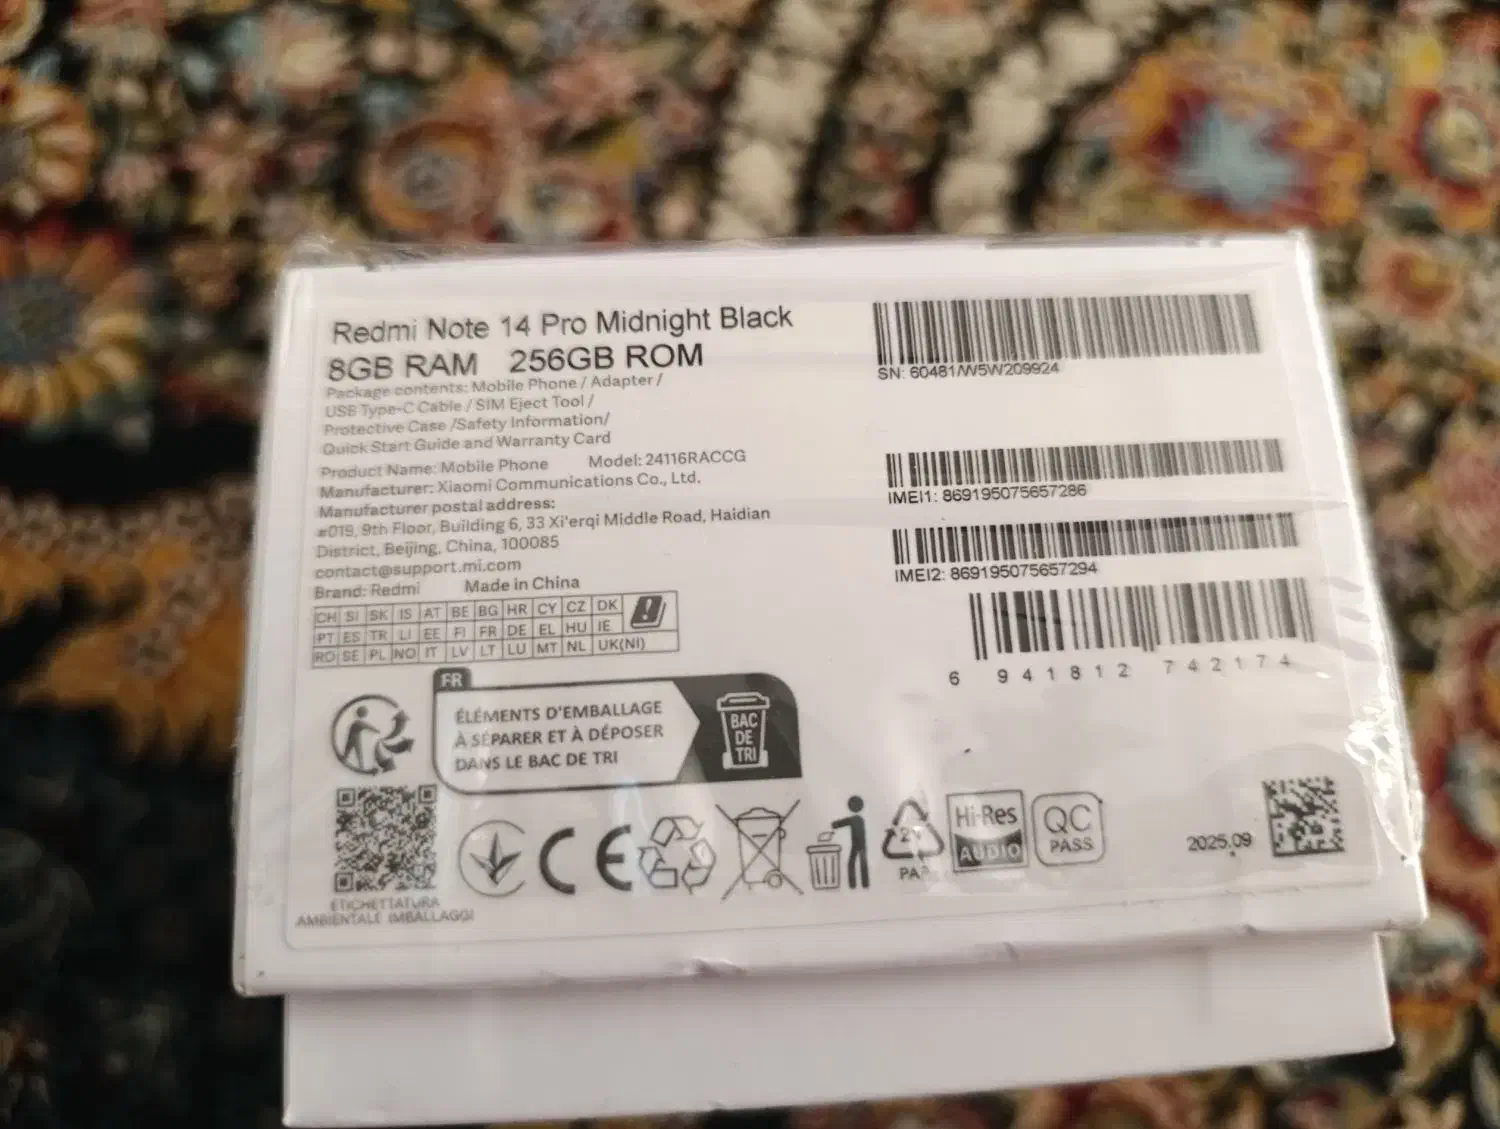 Redmi Note 14 Pro Midnight Black
8GB RAM 256GB ROM
Package contents: Mobile Phone / Adapter /
USB Type-C Cable / SIM Eject Tool /
Protective Case /Safety Information/
Quick Start Guide and Warranty Card
Product Name: Mobile Phone Model: 24116RACCG
Manufacturer: Xiaomi Communications Co., Ltd.
Manufacturer postal address:
#019, 9th Floor, Building 6, 33 Xi'erqi Middle Road, Haidian
District, Beijing, China, 100085
contact@support.mi.com
Brand: Redmi Made in China
CH SI SK IS AT BE BG HR CY CZ DK
PT ES TR LI EE FI FR DE EL HU IE
RO SE PL NO IT LV LT LU MT NL UK(NI)
SN: 60481/W5W209924
IMEI1: 869195075657286
IMEI2: 869195075657294
6 941812 742174
FR
ÉLÉMENTS D'EMBALLAGE
À SÉPARER ET À DÉPOSER
DANS LE BAC DE TRI
BAC
DE
TRI
ETICHETTATURA
AMBIENTALE IMBALLAGGI
CE
PAP
Hi-Res
AUDIO
QC
PASS
2025.09